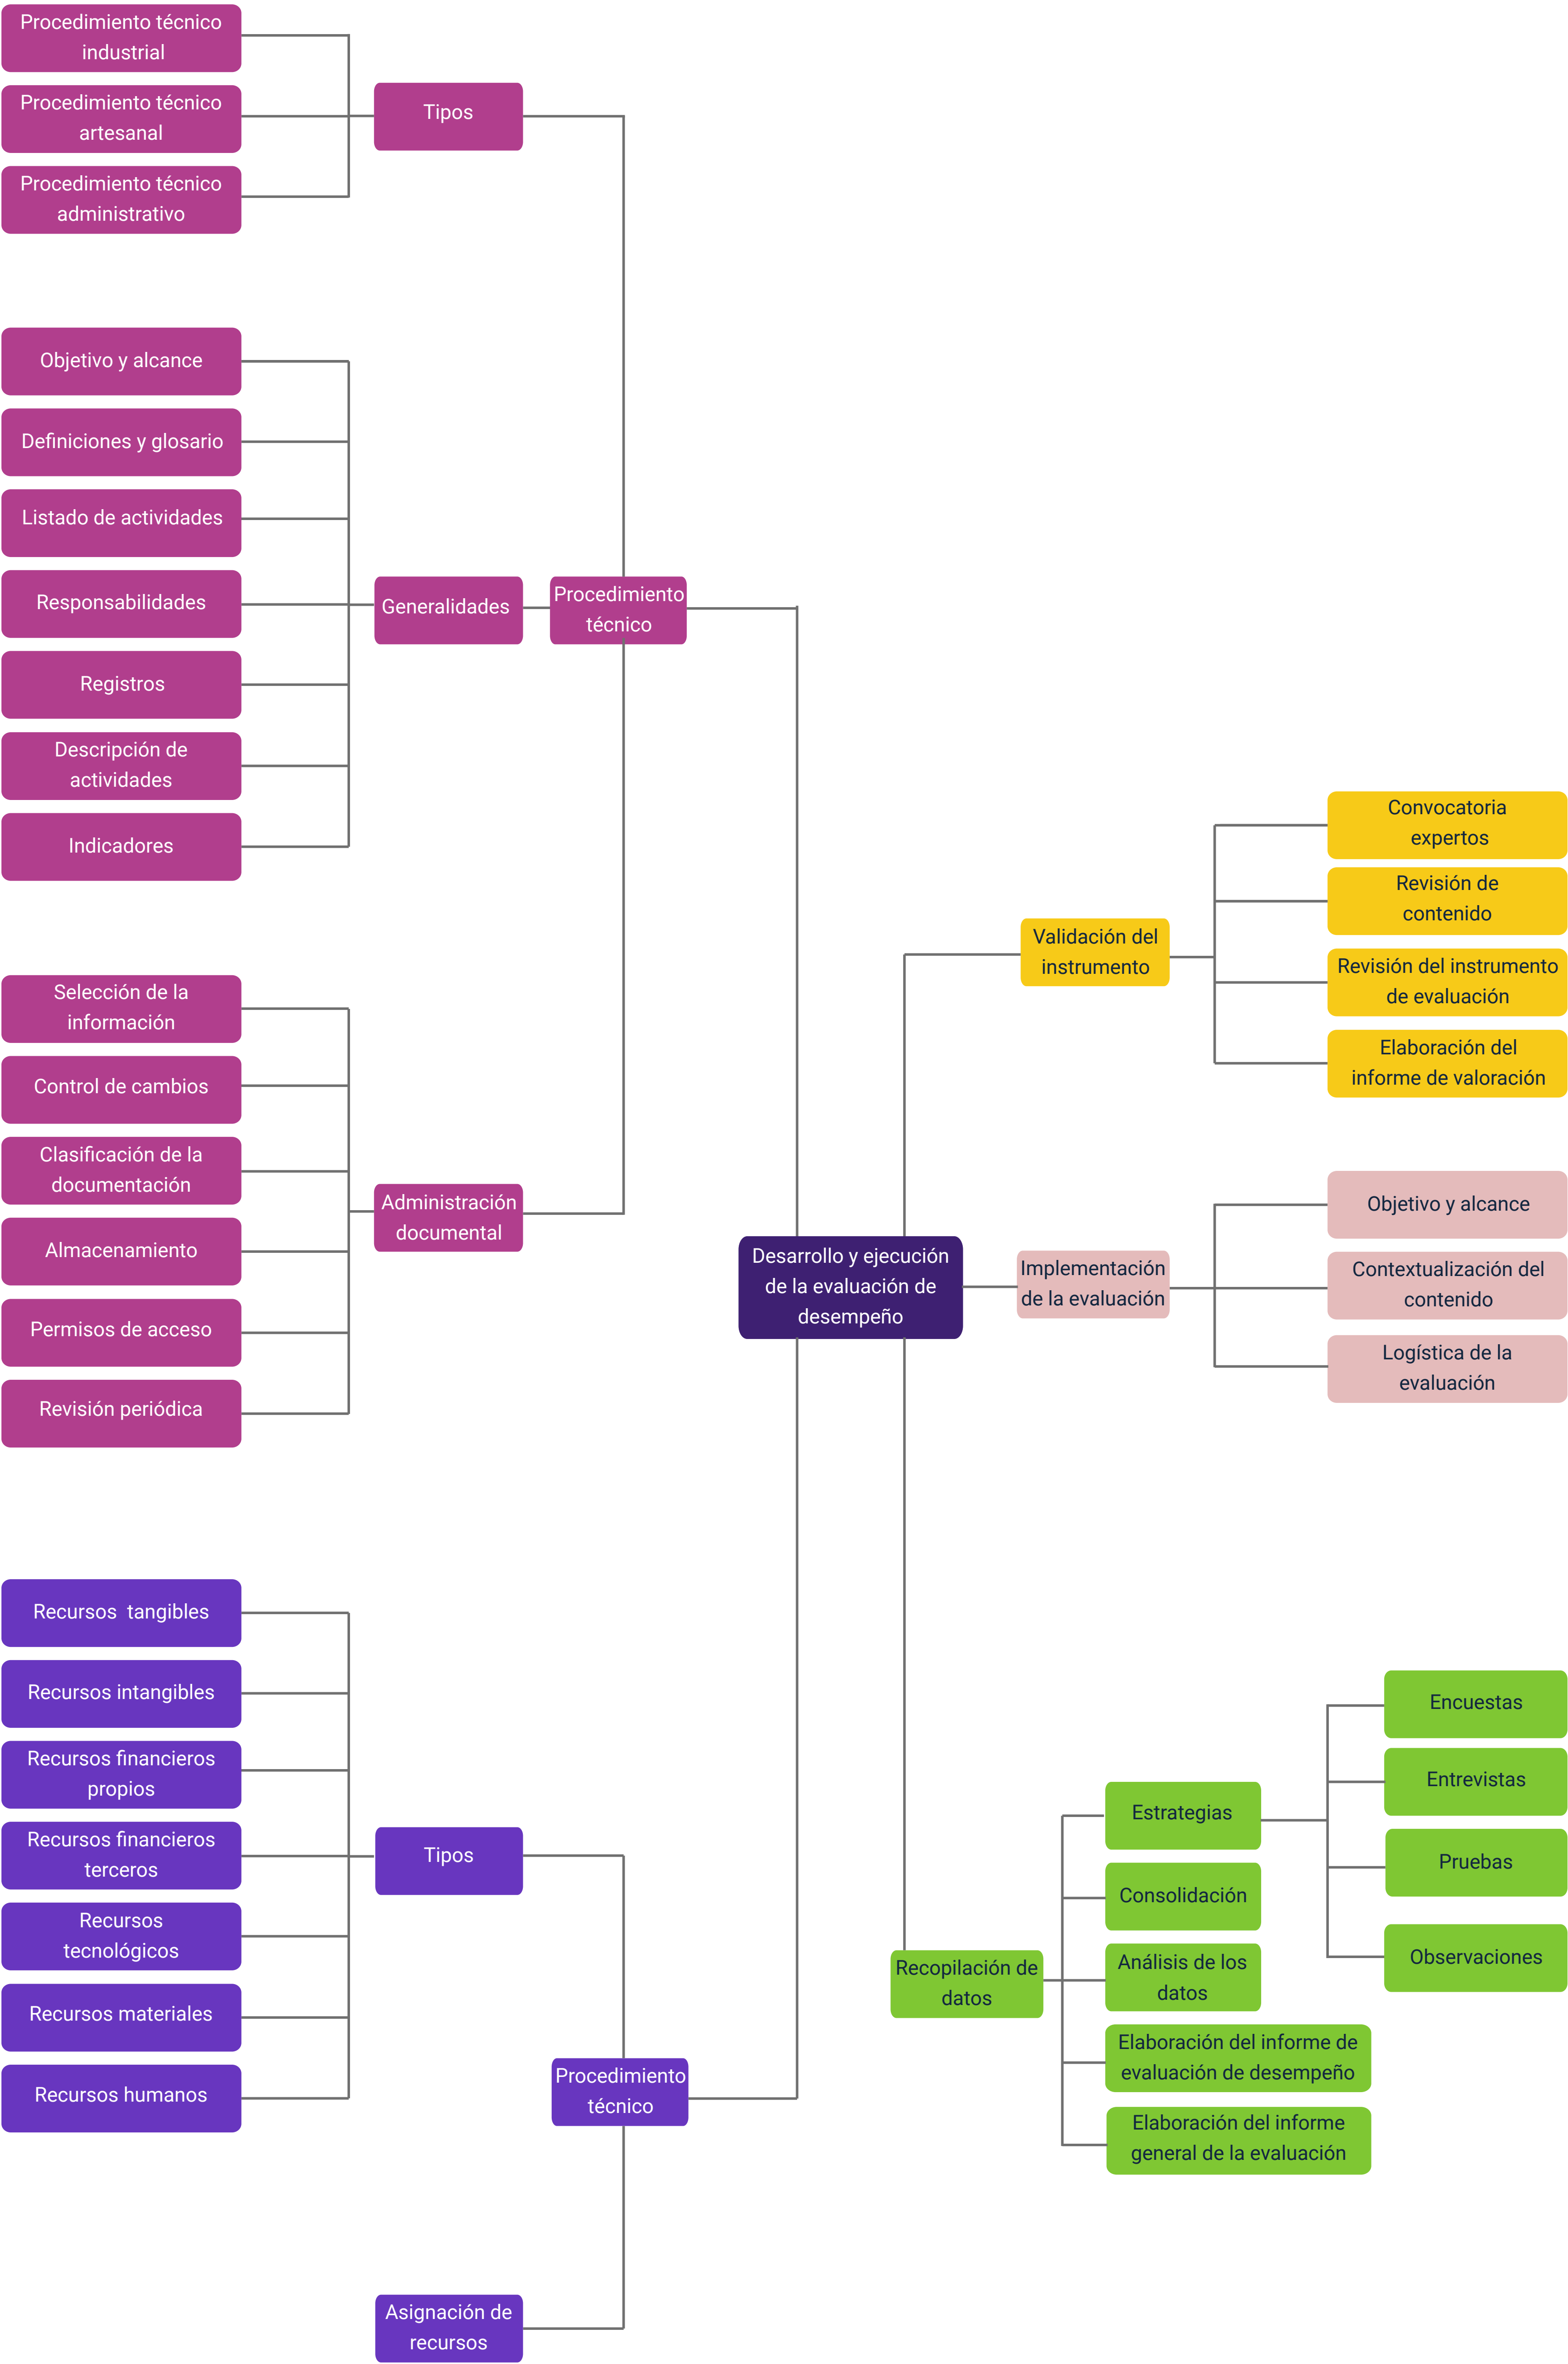 Procedimiento técnico
industrial
Procedimiento técnico
artesanal
Procedimiento técnico
administrativo
Tipos
Objetivo y alcance
Definiciones y glosario
Listado de actividades
Responsabilidades
Registros
Descripción de
actividades
Indicadores
Generalidades
Procedimiento
técnico
Selección de la
información
Control de cambios
Clasificación de la
documentación
Almacenamiento
Permisos de acceso
Revisión periódica
Administración
documental
Desarrollo y ejecución
de la evaluación de
desempeño
Validación del
instrumento
Convocatoria
expertos
Revisión de
contenido
Revisión del instrumento
de evaluación
Elaboración del
informe de valoración
Implementación
de la evaluación
Objetivo y alcance
Contextualización del
contenido
Logística de la
evaluación
Recursos  tangibles
Recursos intangibles
Recursos financieros
propios
Recursos financieros
terceros
Recursos
tecnológicos
Recursos materiales
Recursos humanos
Tipos
Procedimiento
técnico
Asignación de
recursos
Recopilación de
datos
Estrategias
Consolidación
Análisis de los
datos
Elaboración del informe de
evaluación de desempeño
Elaboración del informe
general de la evaluación
Encuestas
Entrevistas
Pruebas
Observaciones